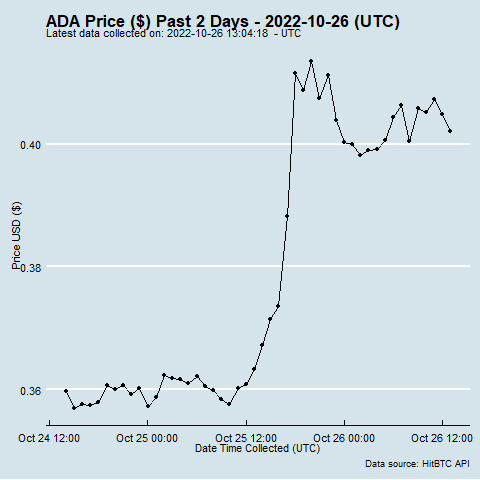 ADA Price ($) Past 2 Days - 2022-10-26 (UTC)
Latest data collected on: 2022-10-26 13:04:18 - UTC
0.40
0.38
0.36
Price USD ($)
Oct 24 12:00 Oct 25 00:00 Oct 25 12:00 Oct 26 00:00 Oct 26 12:00
Date Time Collected (UTC)
Data source: HitBTC API